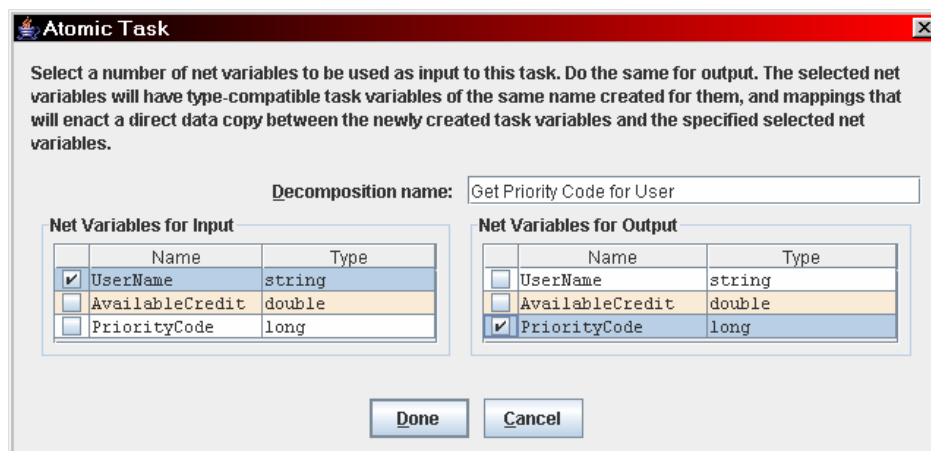 Atomic Task
Select a number of net variables to be used as input to this task. Do the same for output. The selected net
variables will have type-compatible task variables of the same name created for them, and mappings that
will enact a direct data copy between the newly created task variables and the specified selected net
variables.
Decomposition name: Get Priority Code for User
Net Variables for Input
Name Type
UserName string
AvailableCredit double
PriorityCode long
Net Variables for Output
Name Type
UserName string
AvailableCredit double
PriorityCode long
Done Cancel